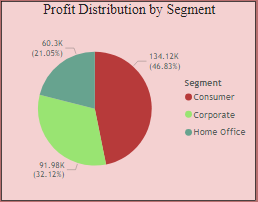 Profit Distribution by Segment
60.3K
(21.05%)
134.12K
(46.83%)
Segment
Consumer
Corporate
Home Office
91.98K
(32.12%)